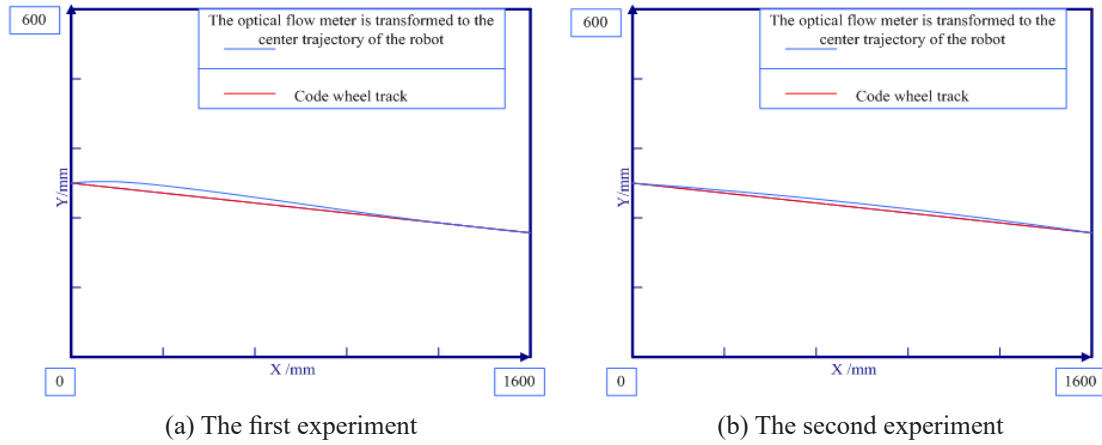 600
The optical flow meter is transformed to the
center trajectory of the robot
Code wheel track
Y/mm
0
X /mm
1600
(a) The first experiment
600
The optical flow meter is transformed to the
center trajectory of the robot
Code wheel track
Y/mm
0
X /mm
1600
(b) The second experiment